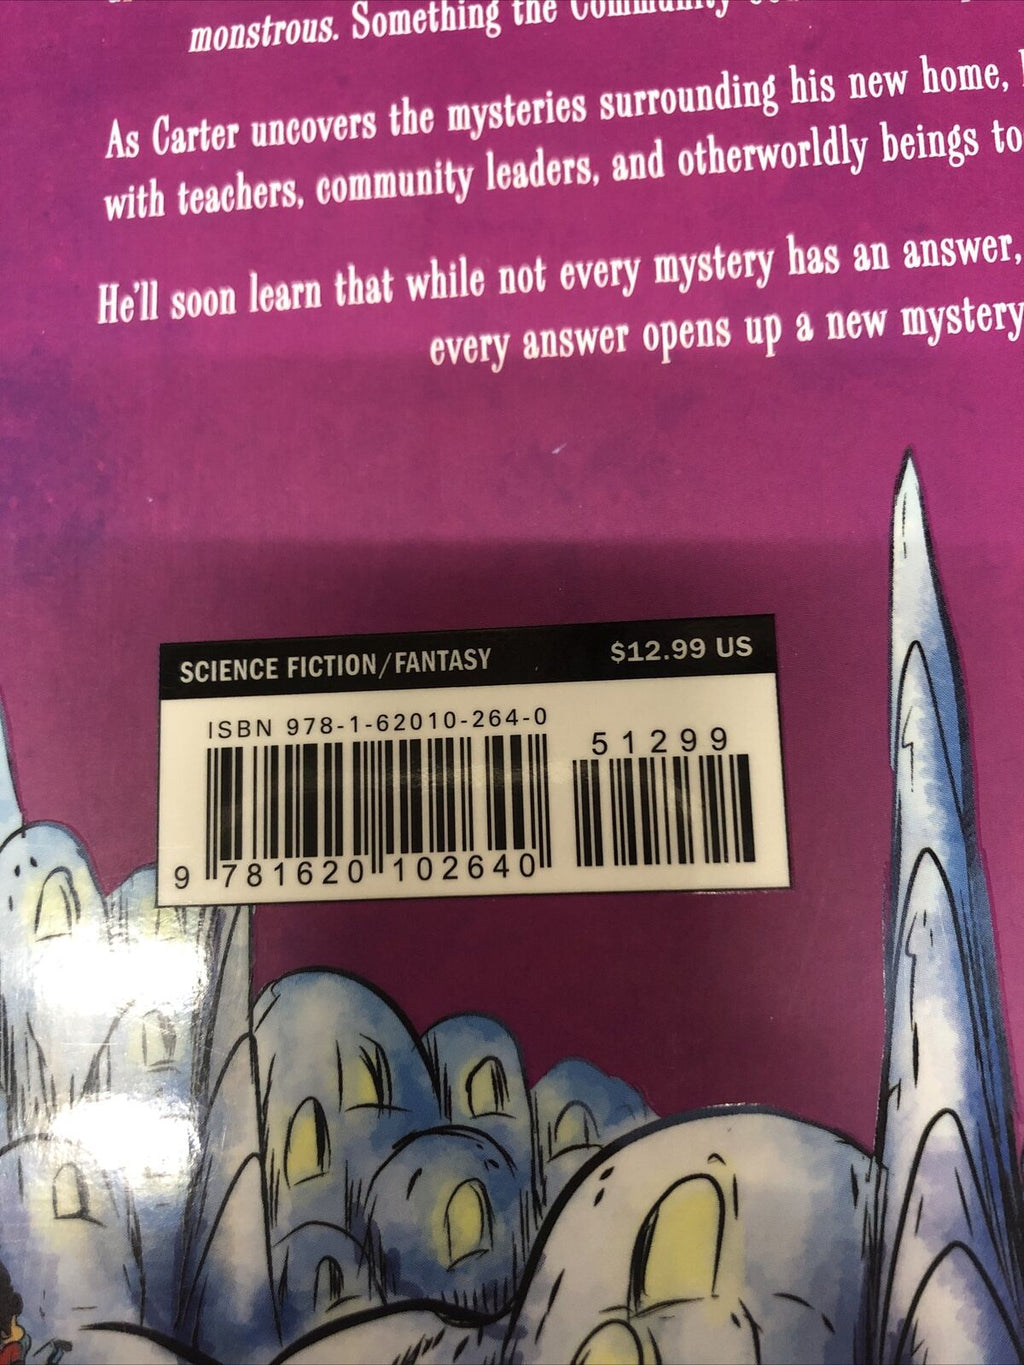 monstrous. Something the Community
As Carter uncovers the mysteries surrounding his new home,
with teachers, community leaders, and otherworldly beings to
He'll soon learn that while not every mystery has an answer,
every answer opens up a new mystery
SCIENCE FICTION/FANTASY $12.99 US
ISBN 978-1-62010-264-0
51299
9 781620 102640